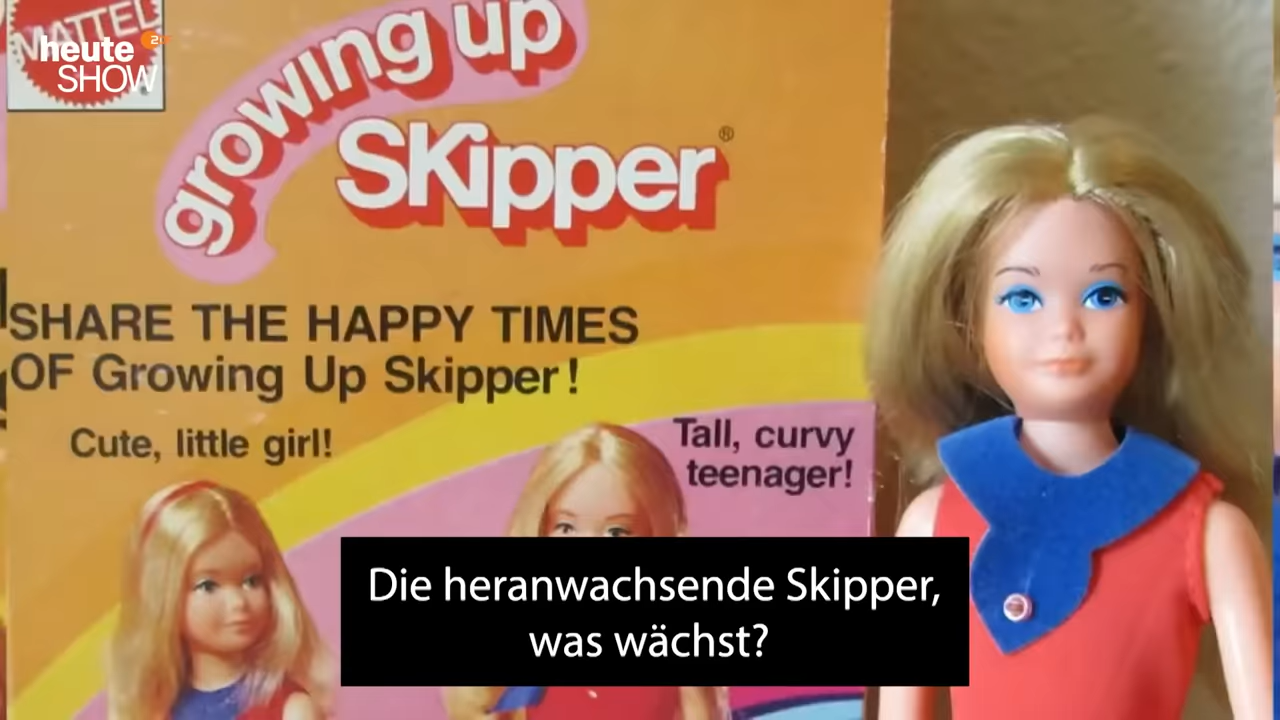 MATTEL
heute
SHOW
growing up
SKipper®
SHARE THE HAPPY TIMES
OF Growing Up Skipper!
Cute, little girl!
Tall, curvy
teenager!
Die heranwachsende Skipper,
was wächst?